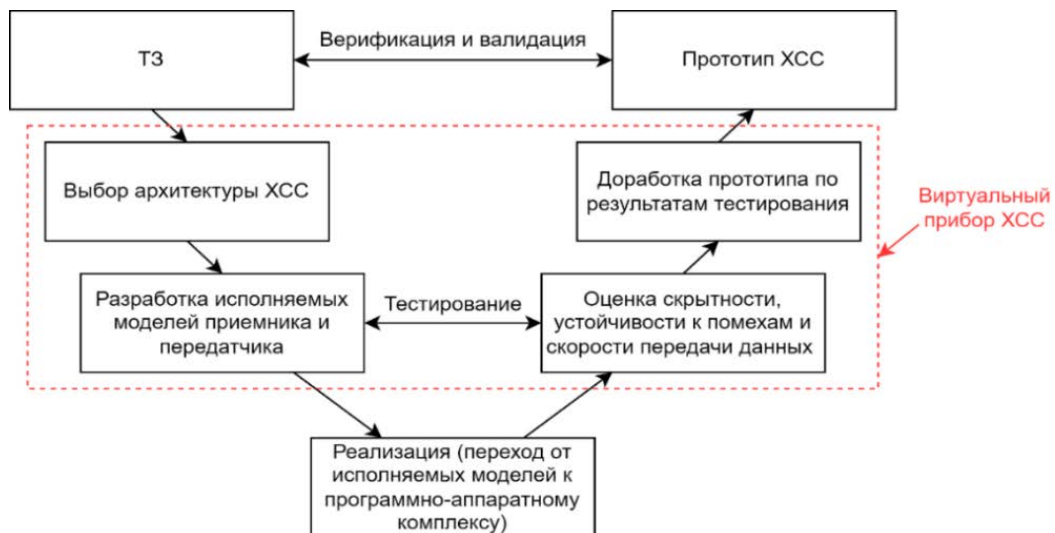 ТЗ
Верификация и валидация
Прототип ХСС
Выбор архитектуры ХСС
Доработка прототипа по
результатам тестирования
Виртуальный
прибор ХСС
Разработка исполняемых
моделей приемника и
передатчика
Тестирование
Оценка скрытности,
устойчивости к помехам и
скорости передачи данных
Реализация (переход от
исполняемых моделей к
программно-аппаратному
комплексу)